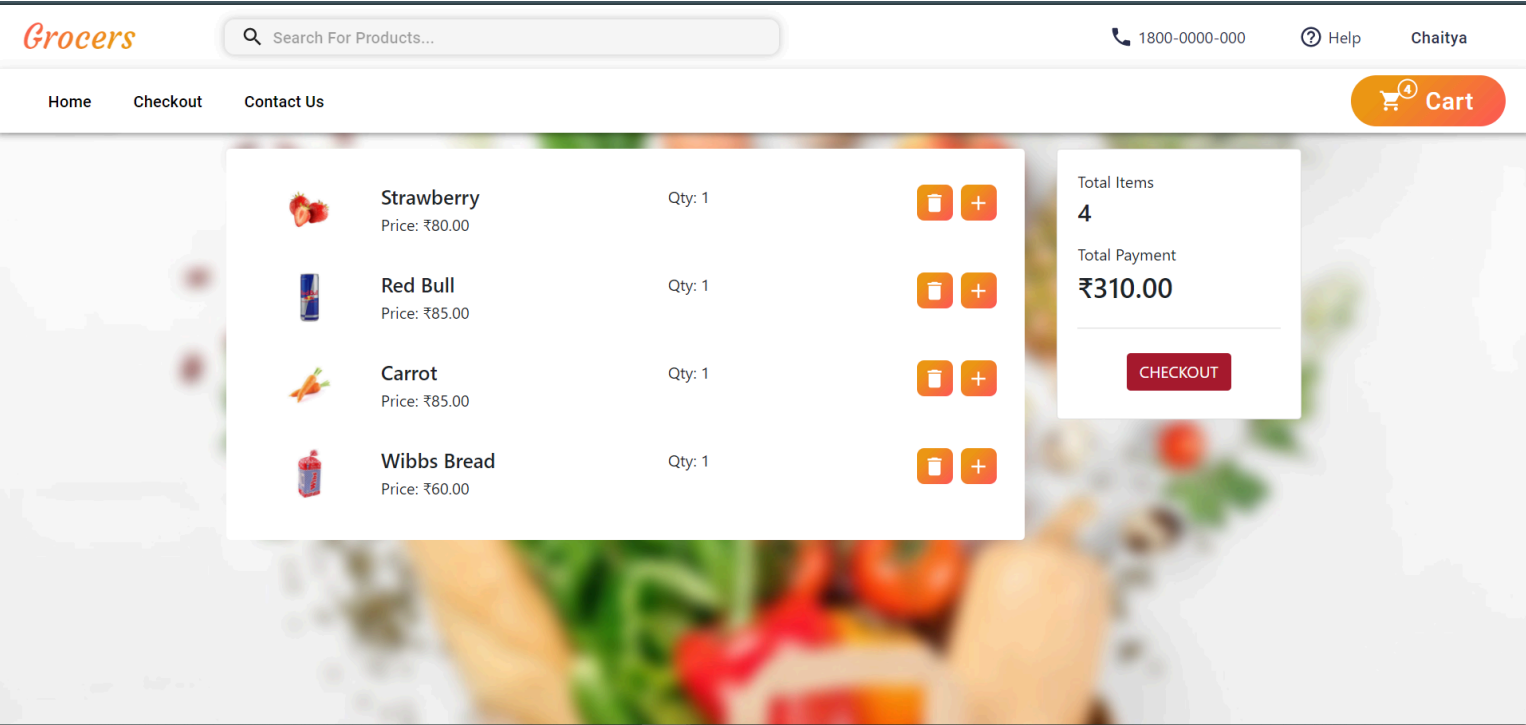 Grocers
Search For Products...
1800-0000-000
Help
Chaitya
Home
Checkout
Contact Us
4
Cart
Strawberry
Price: ₹80.00
Qty: 1
Red Bull
Price: ₹85.00
Qty: 1
Carrot
Price: ₹85.00
Qty: 1
Wibbs Bread
Price: ₹60.00
Qty: 1
Total Items
4
Total Payment
₹310.00
CHECKOUT